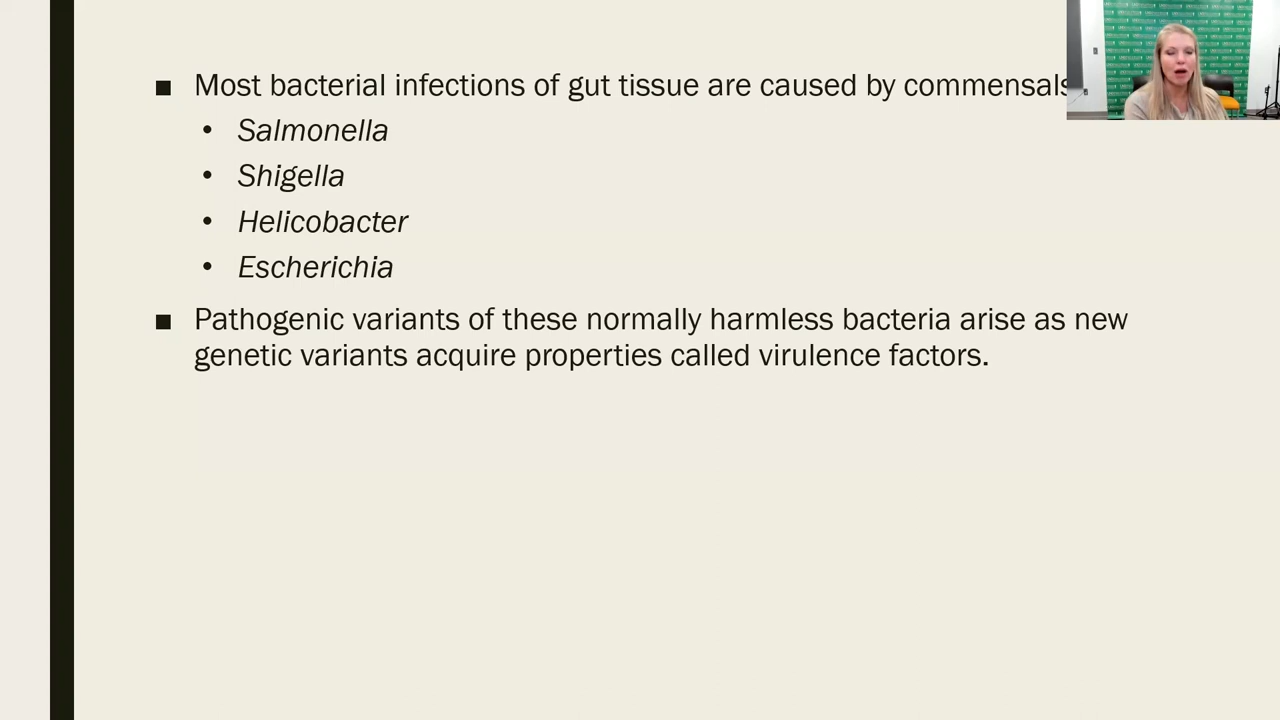 ■ Most bacterial infections of gut tissue are caused by commensals
• Salmonella
• Shigella
• Helicobacter
• Escherichia
■ Pathogenic variants of these normally harmless bacteria arise as new
genetic variants acquire properties called virulence factors.